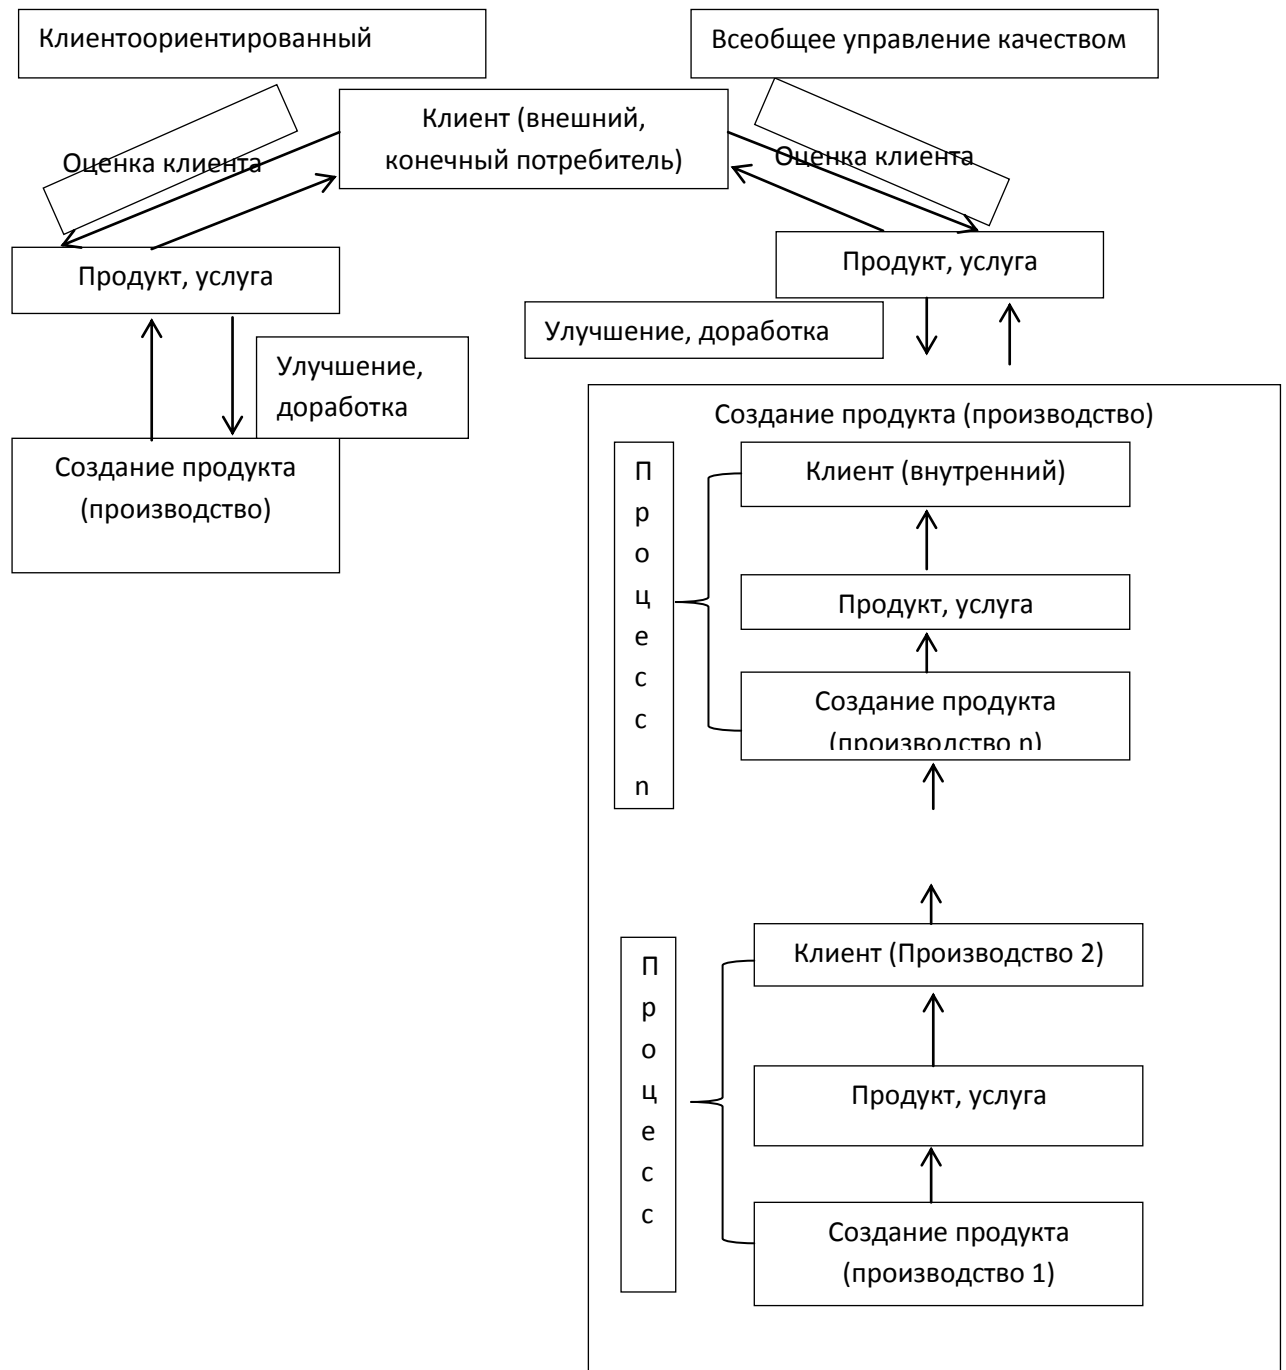 Клиентоориентированный
Всеобщее управление качеством
Клиент (внешний,
конечный потребитель)
Оценка клиента
Оценка клиента
Продукт, услуга
Продукт, услуга
Улучшение, доработка
Улучшение,
доработка
Создание продукта
(производство)
Создание продукта (производство)
П
р
о
ц
е
с
с
n
Клиент (внутренний)
Продукт, услуга
Создание продукта
(производство n)
П
р
о
ц
е
с
с
Клиент (Производство 2)
Продукт, услуга
Создание продукта
(производство 1)